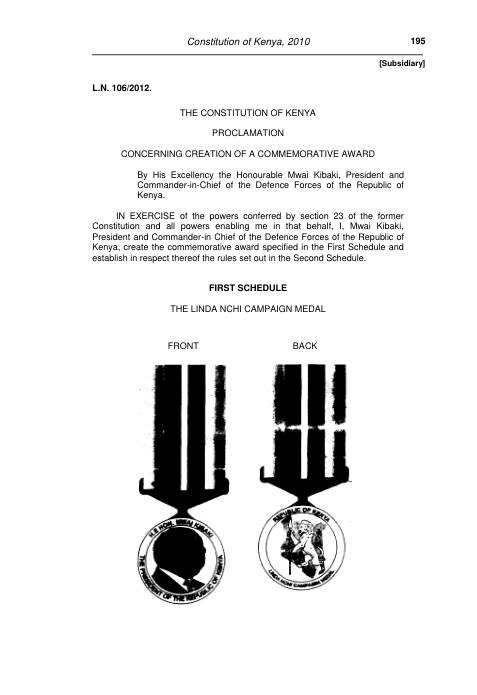 Constitution of Kenya, 2010 195
[Subsidiary]
L.N. 106/2012.
THE CONSTITUTION OF KENYA
PROCLAMATION
CONCERNING CREATION OF A COMMEMORATIVE AWARD
By His Excellency the Honourable Mwai Kibaki, President and
Commander-in-Chief of the Defence Forces of the Republic of
Kenya.
IN EXERCISE of the powers conferred by section 23 of the former
Constitution and all powers enabling me in that behalf, I, Mwai Kibaki,
President and Commander-in Chief of the Defence Forces of the Republic of
Kenya, create the commemorative award specified in the First Schedule and
establish in respect thereof the rules set out in the Second Schedule.
FIRST SCHEDULE
THE LINDA NCHI CAMPAIGN MEDAL
FRONT BACK
H.E HON. MWAI KIBAKI
THE PRESIDENT OF THE REPUBLIC OF KENYA
REPUBLIC OF KENYA
LINDA NCHI CAMPAIGN MEDAL